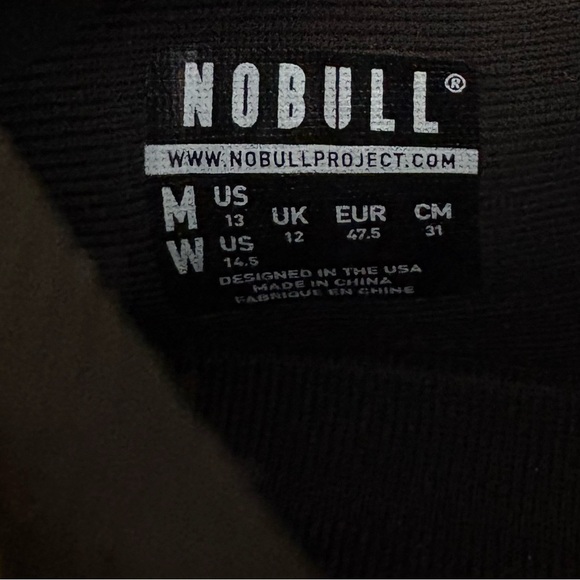 NOBULL®
WWW.NOBULLPROJECT.COM
M US 13 UK 12 EUR 47.5 CM 31
W US 14.5
DESIGNED IN THE USA
MADE IN CHINA
FABRIQUE EN CHINE